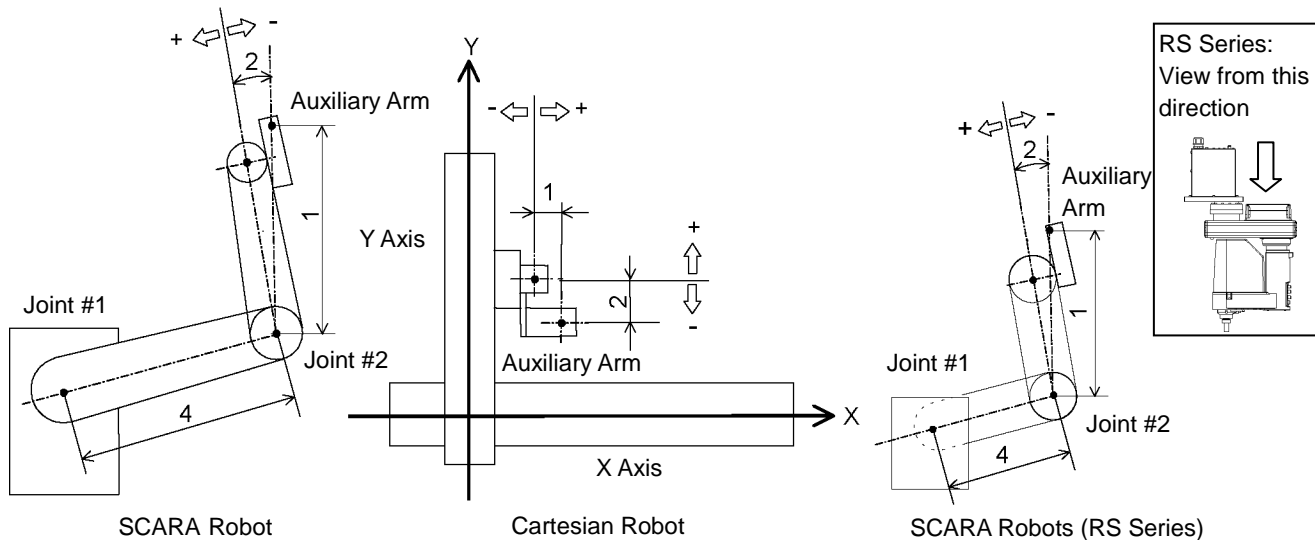 +
-
2
Auxiliary Arm
1
Joint #1
Joint #2
4
SCARA Robot
Y
-
+
1
Y Axis
+
2
-
Auxiliary Arm
X
X Axis
Cartesian Robot
+
-
2
Auxiliary
Arm
1
Joint #1
Joint #2
4
SCARA Robots (RS Series)
RS Series:
View from this
direction